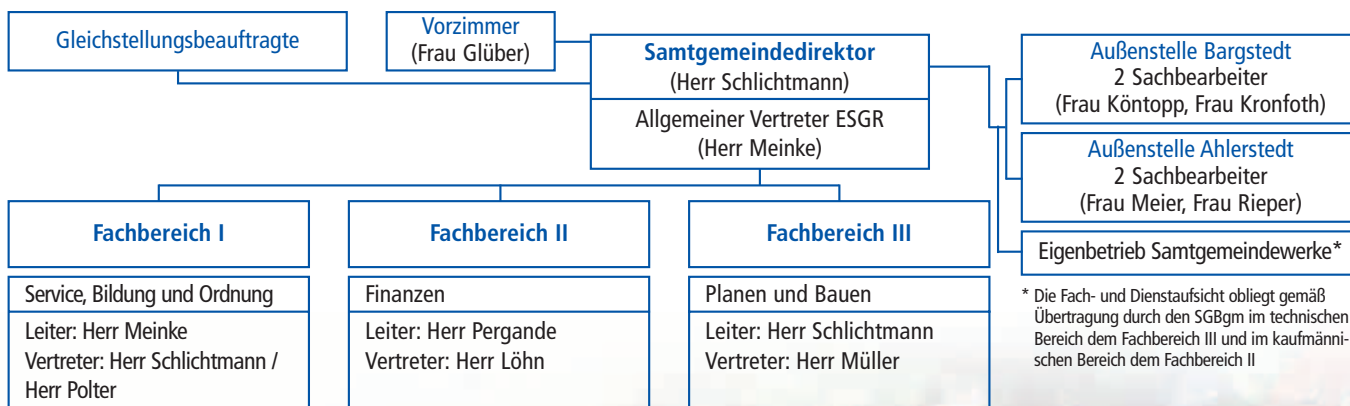 Gleichstellungsbeauftragte
Vorzimmer
(Frau Glüber)
Samtgemeindedirektor
(Herr Schlichtmann)
Allgemeiner Vertreter ESGR
(Herr Meinke)
Außenstelle Bargstedt
2 Sachbearbeiter
(Frau Köntopp, Frau Kronfoth)
Außenstelle Ahlerstedt
2 Sachbearbeiter
(Frau Meier, Frau Rieper)
Eigenbetrieb Samtgemeindewerke*
* Die Fach- und Dienstaufsicht obliegt gemäß
Übertragung durch den SGBgm im technischen
Bereich dem Fachbereich III und im kaufmänni-
schen Bereich dem Fachbereich II
Fachbereich I
Service, Bildung und Ordnung
Leiter: Herr Meinke
Vertreter: Herr Schlichtmann /
Herr Polter
Fachbereich II
Finanzen
Leiter: Herr Pergande
Vertreter: Herr Löhn
Fachbereich III
Planen und Bauen
Leiter: Herr Schlichtmann
Vertreter: Herr Müller